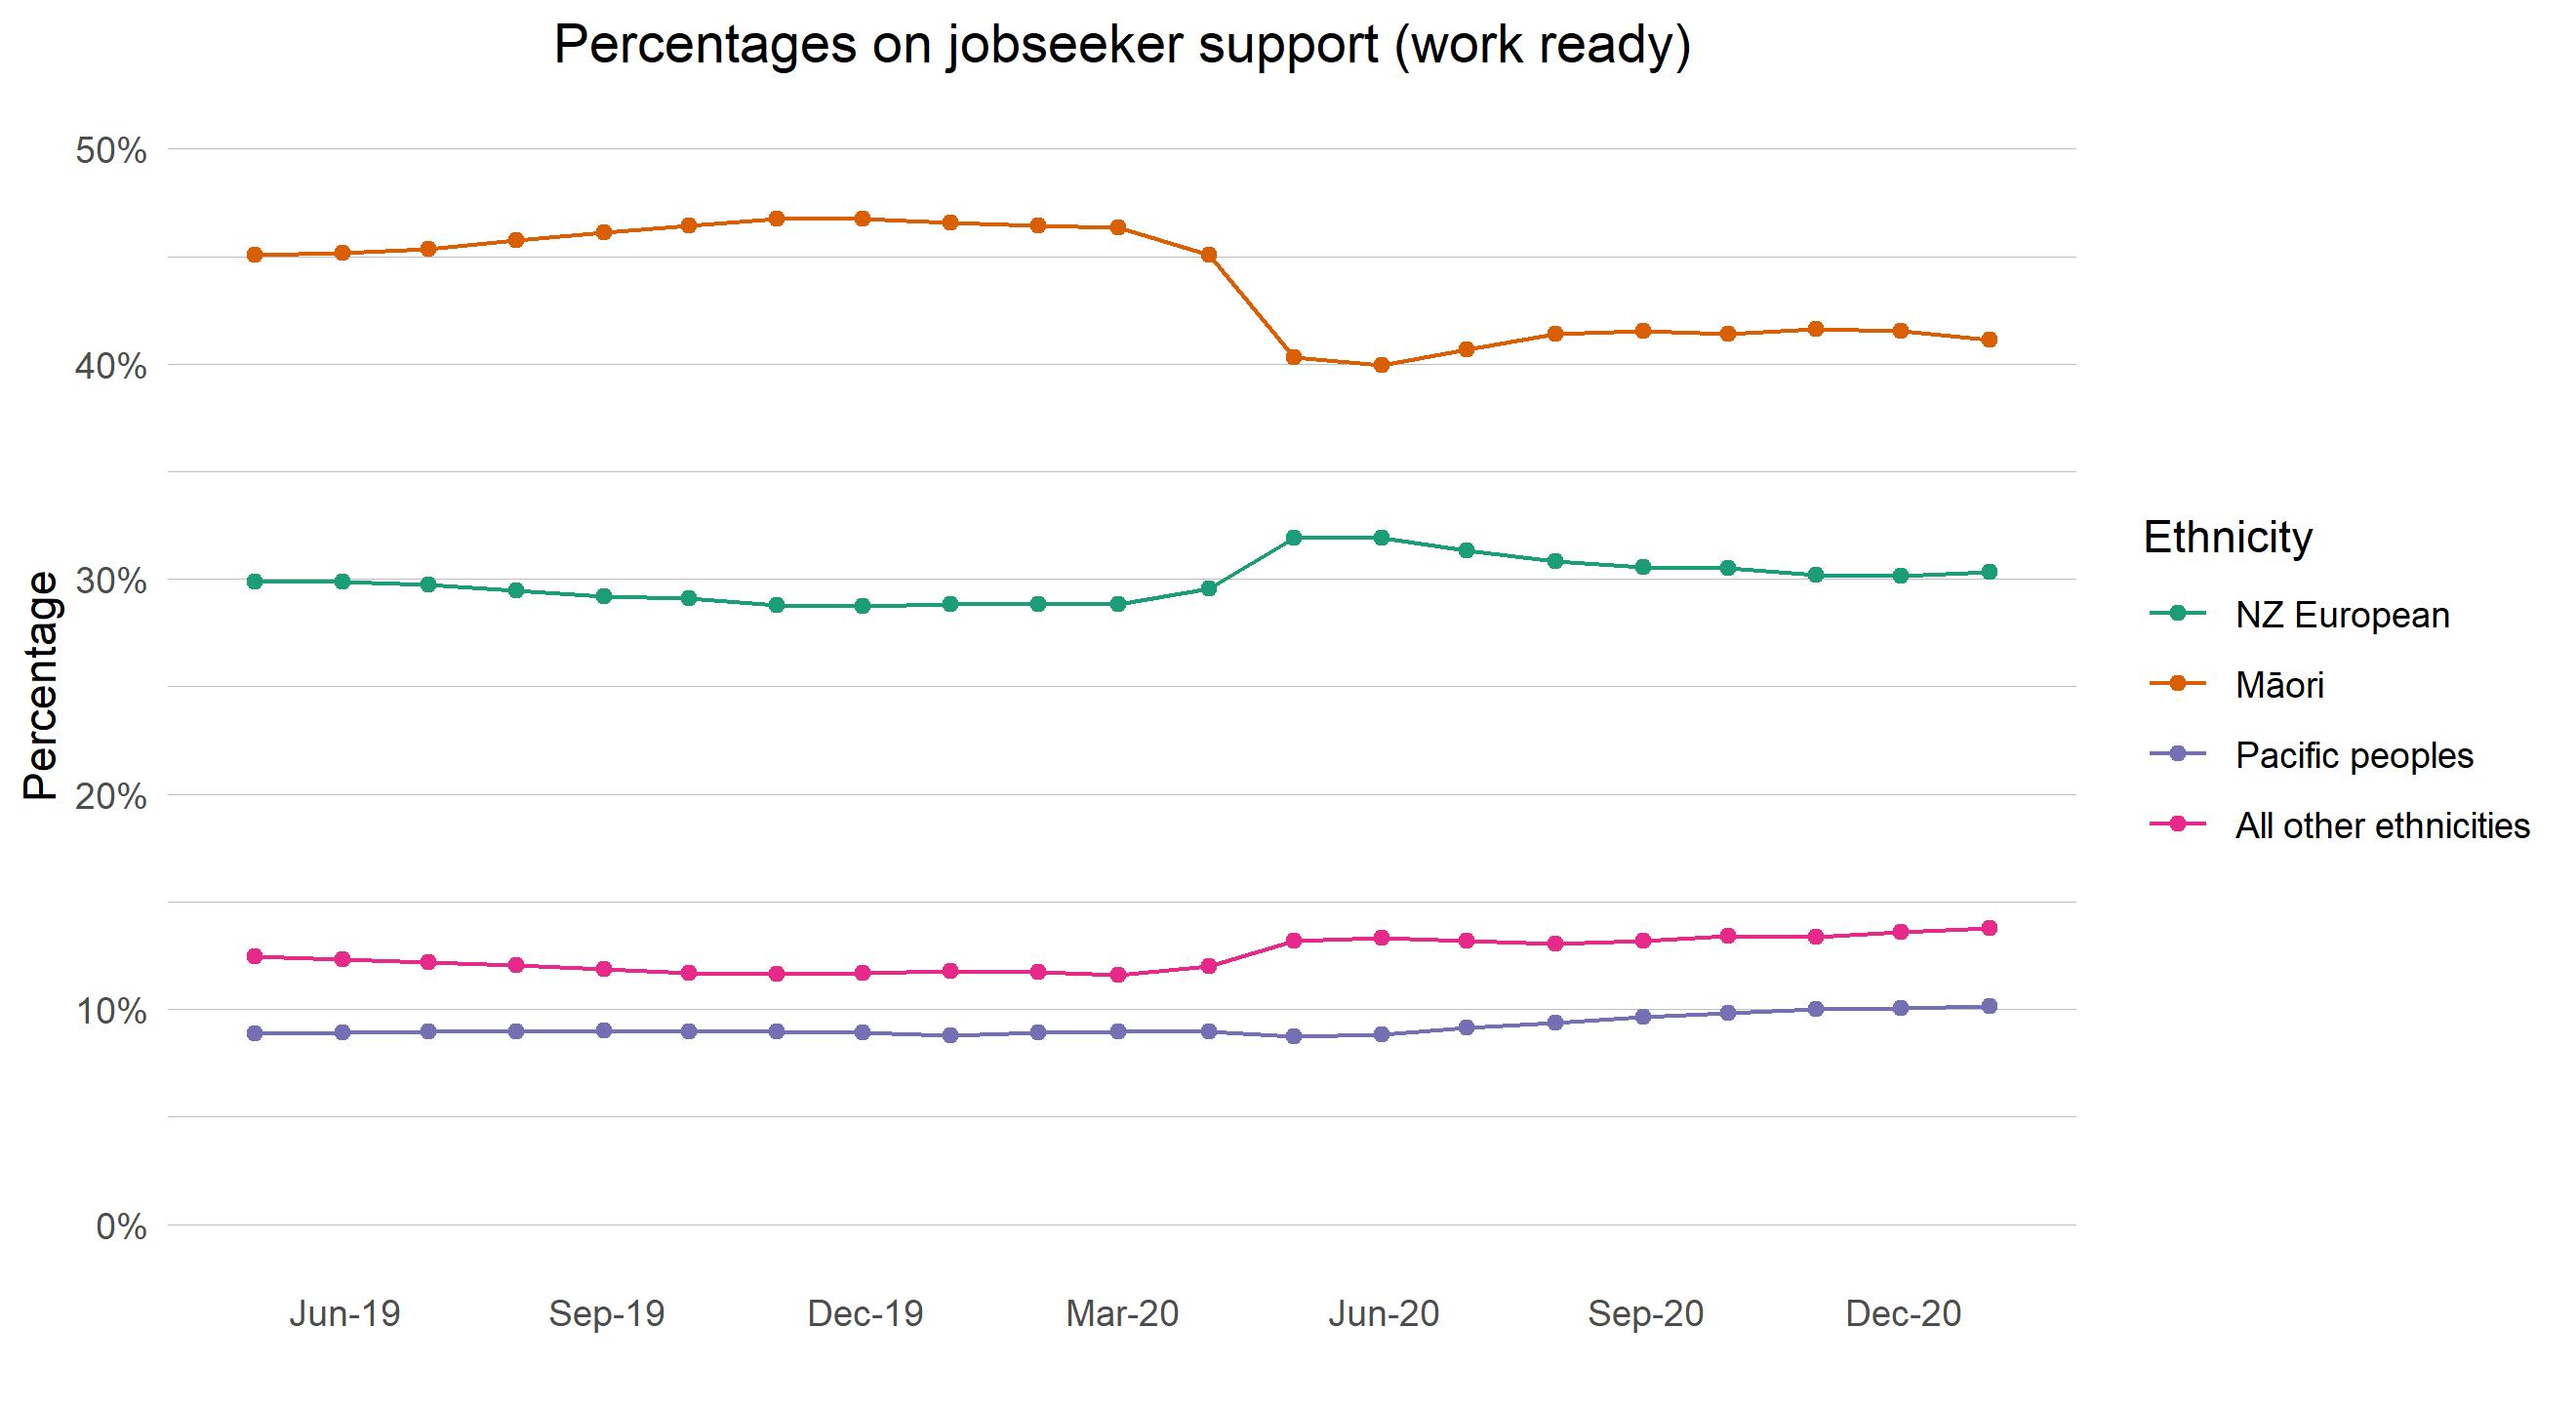 Percentages on jobseeker support (work ready)
50%
40%
30%
20%
10%
0%
Percentage
Jun-19
Sep-19
Dec-19
Mar-20
Jun-20
Sep-20
Dec-20
Ethnicity
NZ European
Māori
Pacific peoples
All other ethnicities